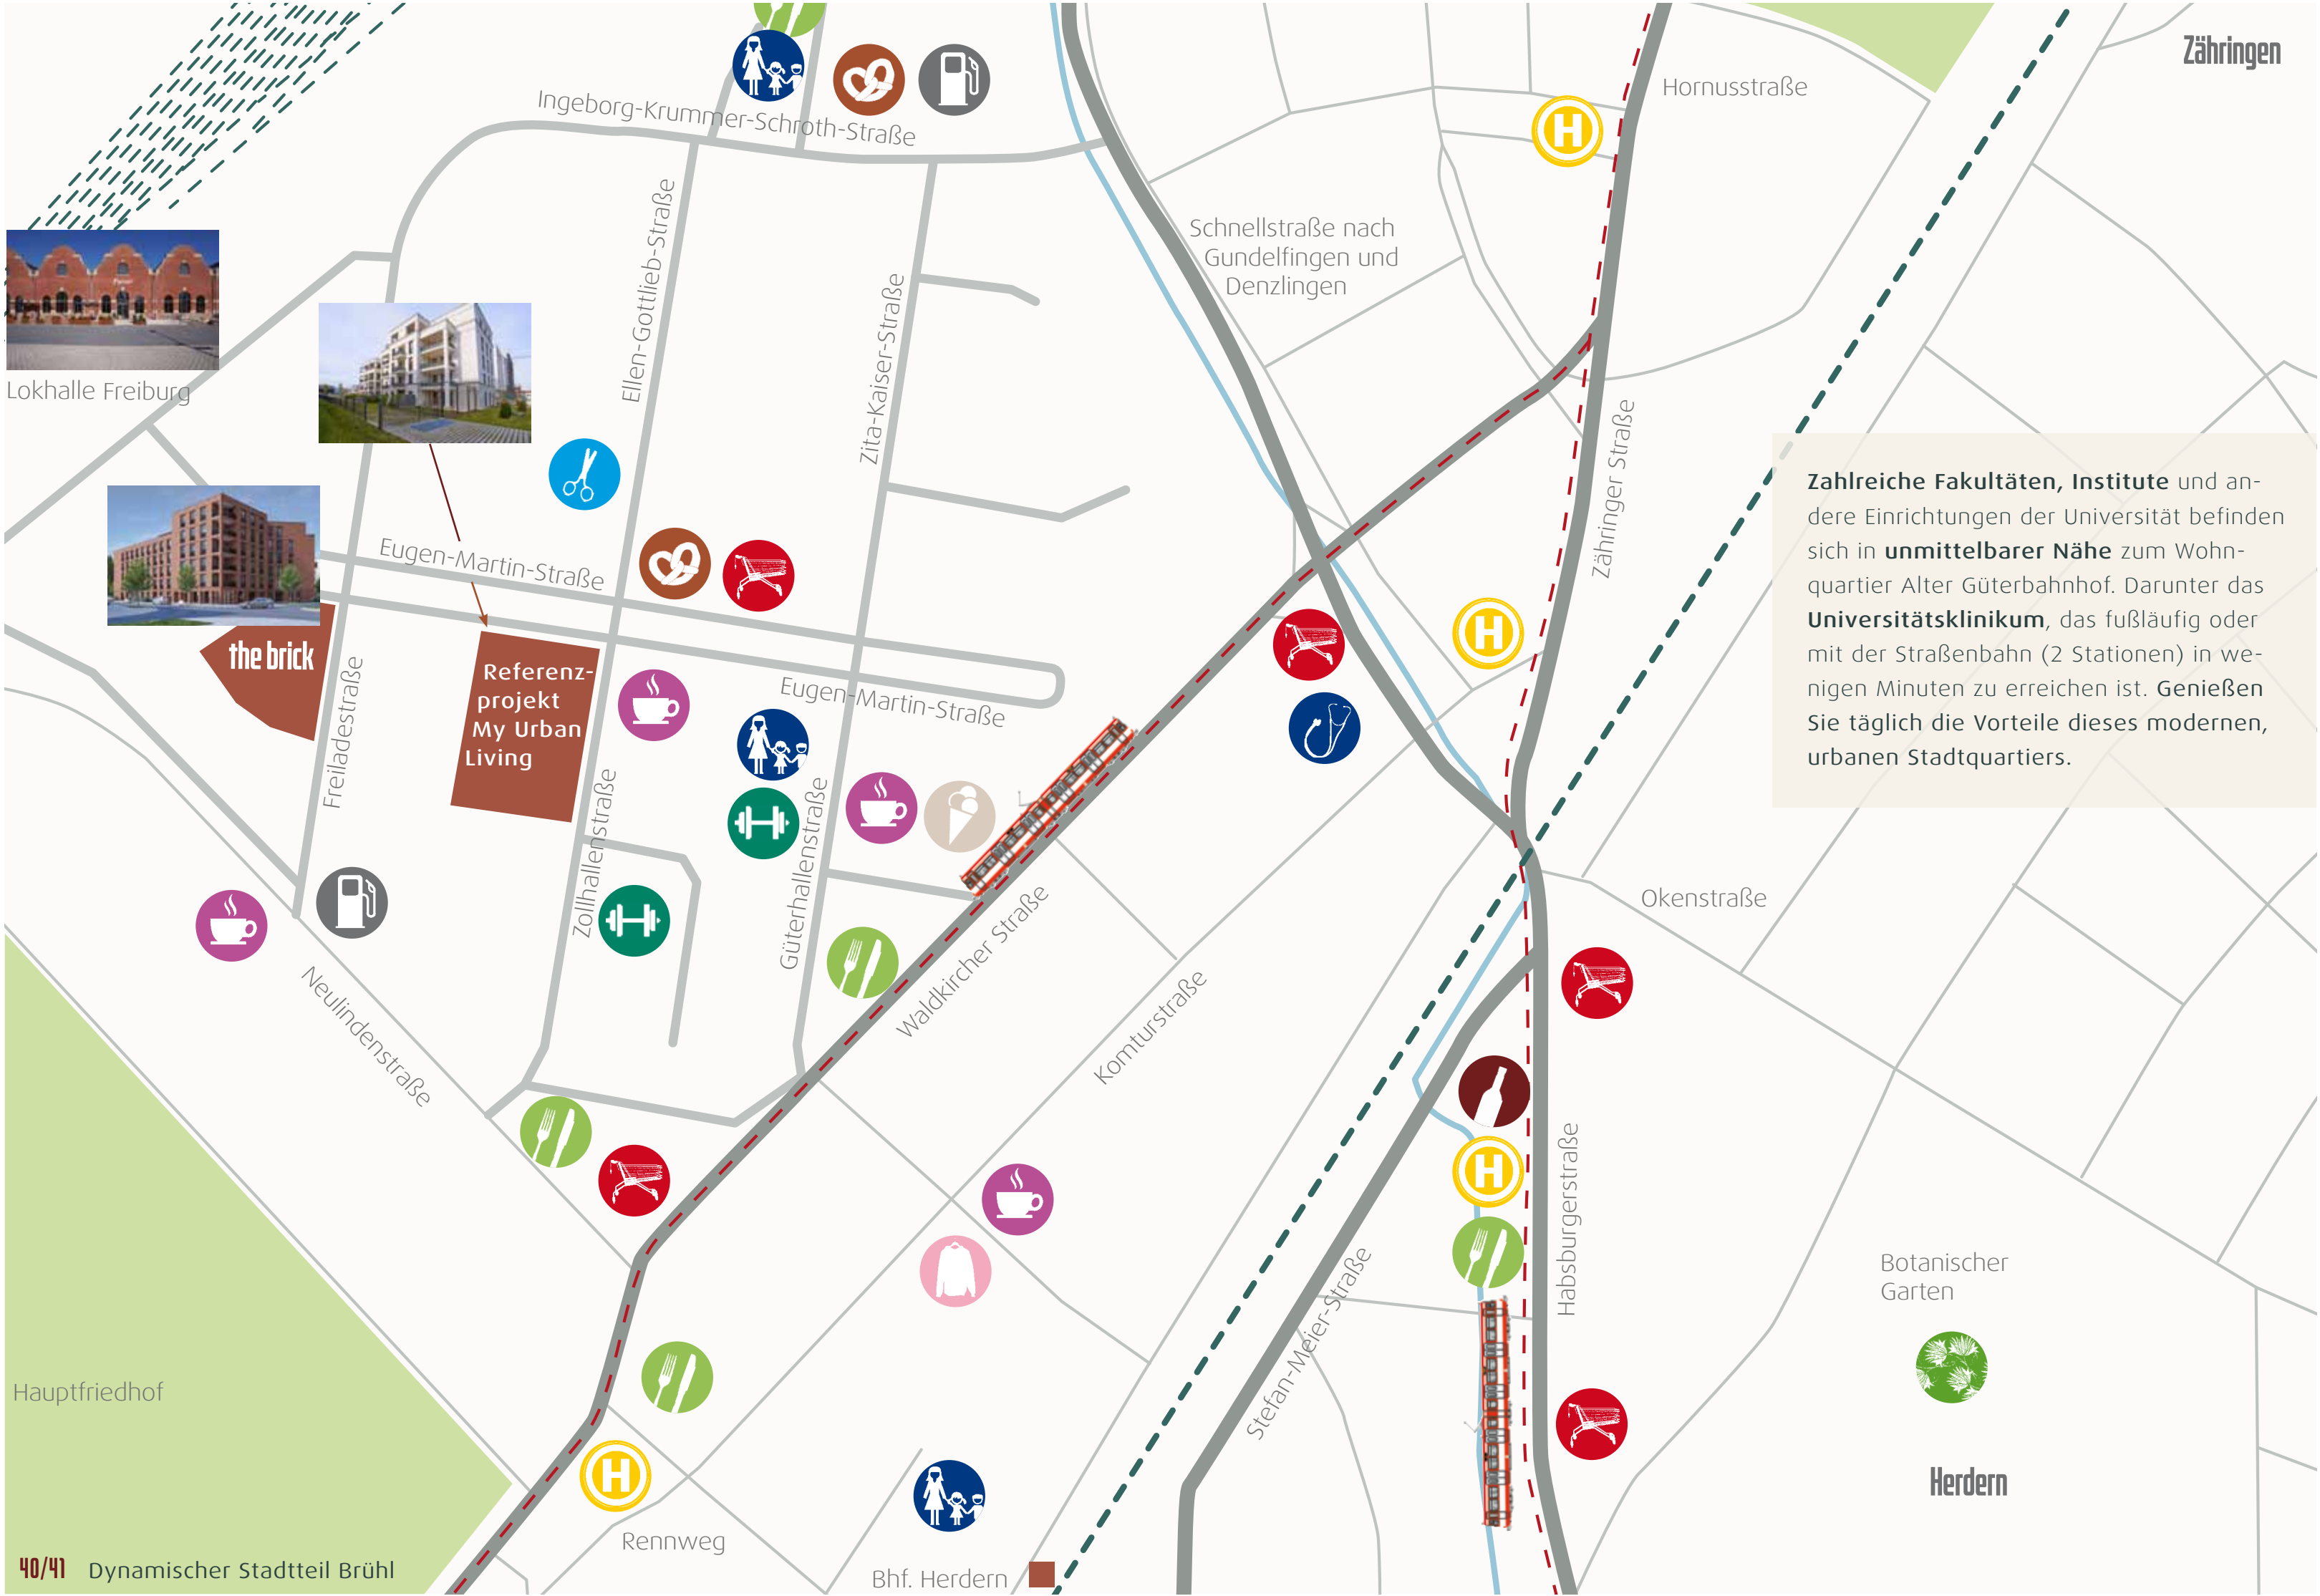 Zähringen
Hornusstraße
Ingeborg-Krummer-Schroth-Straße
H
Schnellstraße nach
Gundelfingen und
Denzlingen
Ellen-Gottlieb-Straße
Zita-Kaiser-Straße
Lokhalle Freiburg
Zähringer Straße
Zahlreiche Fakultäten, Institute und an-
dere Einrichtungen der Universität befinden
sich in unmittelbarer Nähe zum Wohn-
quartier Alter Güterbahnhof. Darunter das
Universitätsklinikum, das fußläufig oder
mit der Straßenbahn (2 Stationen) in we-
nigen Minuten zu erreichen ist. Genießen
Sie täglich die Vorteile dieses modernen,
urbanen Stadtquartiers.
Eugen-Martin-Straße
H
the brick
Referenz-
projekt
My Urban
Living
Eugen-Martin-Straße
Freiladestraße
Zollhallenstraße
Güterhallenstraße
Waldkircher Straße
Okenstraße
Neulindenstraße
Komturstraße
H
Habsburgerstraße
Stefan-Meier-Straße
Botanischer
Garten
Hauptfriedhof
H
Herdern
Rennweg
Bhf. Herdern
40/41 Dynamischer Stadtteil Brühl